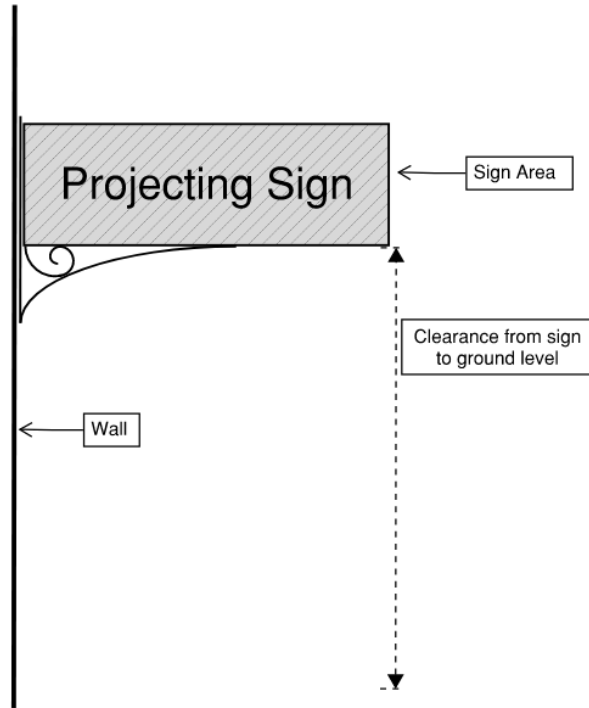 Projecting Sign
Sign Area
Clearance from sign
to ground level
Wall